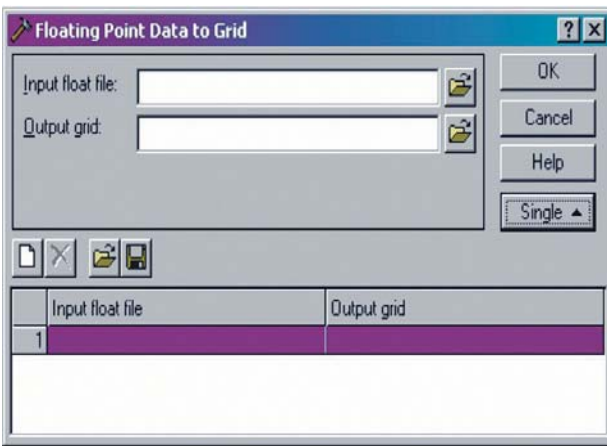 Floating Point Data to Grid
Input float file:
Output grid:
OK
Cancel
Help
Single
Input float file Output grid
1